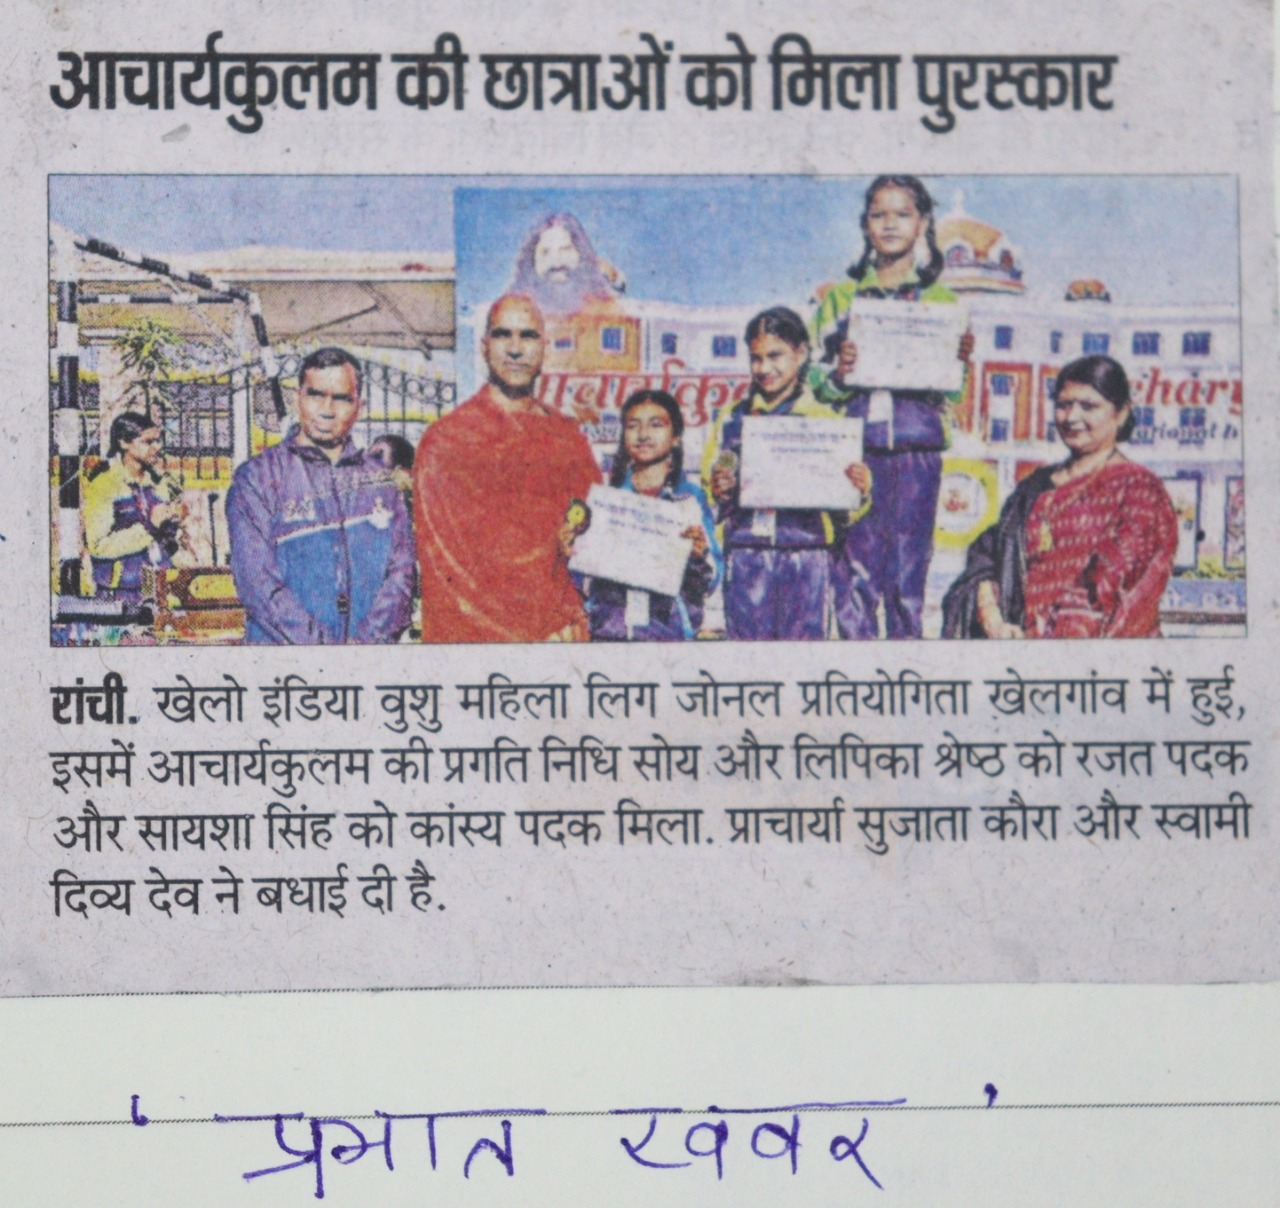 आचार्यकुलम की छात्राओं को मिला पुरस्कार
रांची. खेलो इंडिया वुशु महिला लिग जोनल प्रतियोगिता खेलगांव में हुई,
इसमें आचार्यकुलम की प्रगति निधि सोय और लिपिका श्रेष्ठ को रजत पदक
और सायशा सिंह को कांस्य पदक मिला. प्राचार्या सुजाता कौरा और स्वामी
दिव्य देव ने बधाई दी है.
' प्रभात खबर '